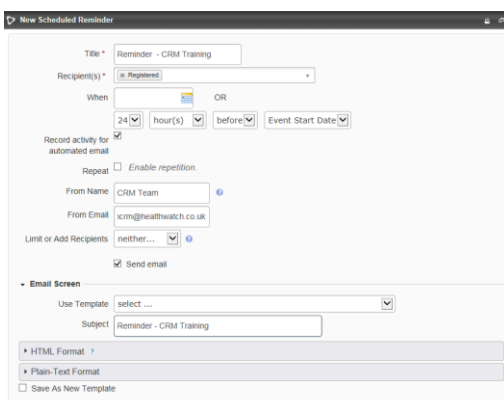 New Scheduled Reminder
Title * Reminder - CRM Training
Recipient(s) * Registered
When OR
24 hour(s) before Event Start Date
Record activity for
automated email
Repeat Enable repetition.
From Name CRM Team
From Email crm@healthwatch.co.uk
Limit or Add Recipients neither...
Send email
Email Screen
Use Template select ...
Subject Reminder - CRM Training
HTML Format ?
Plain-Text Format
Save As New Template